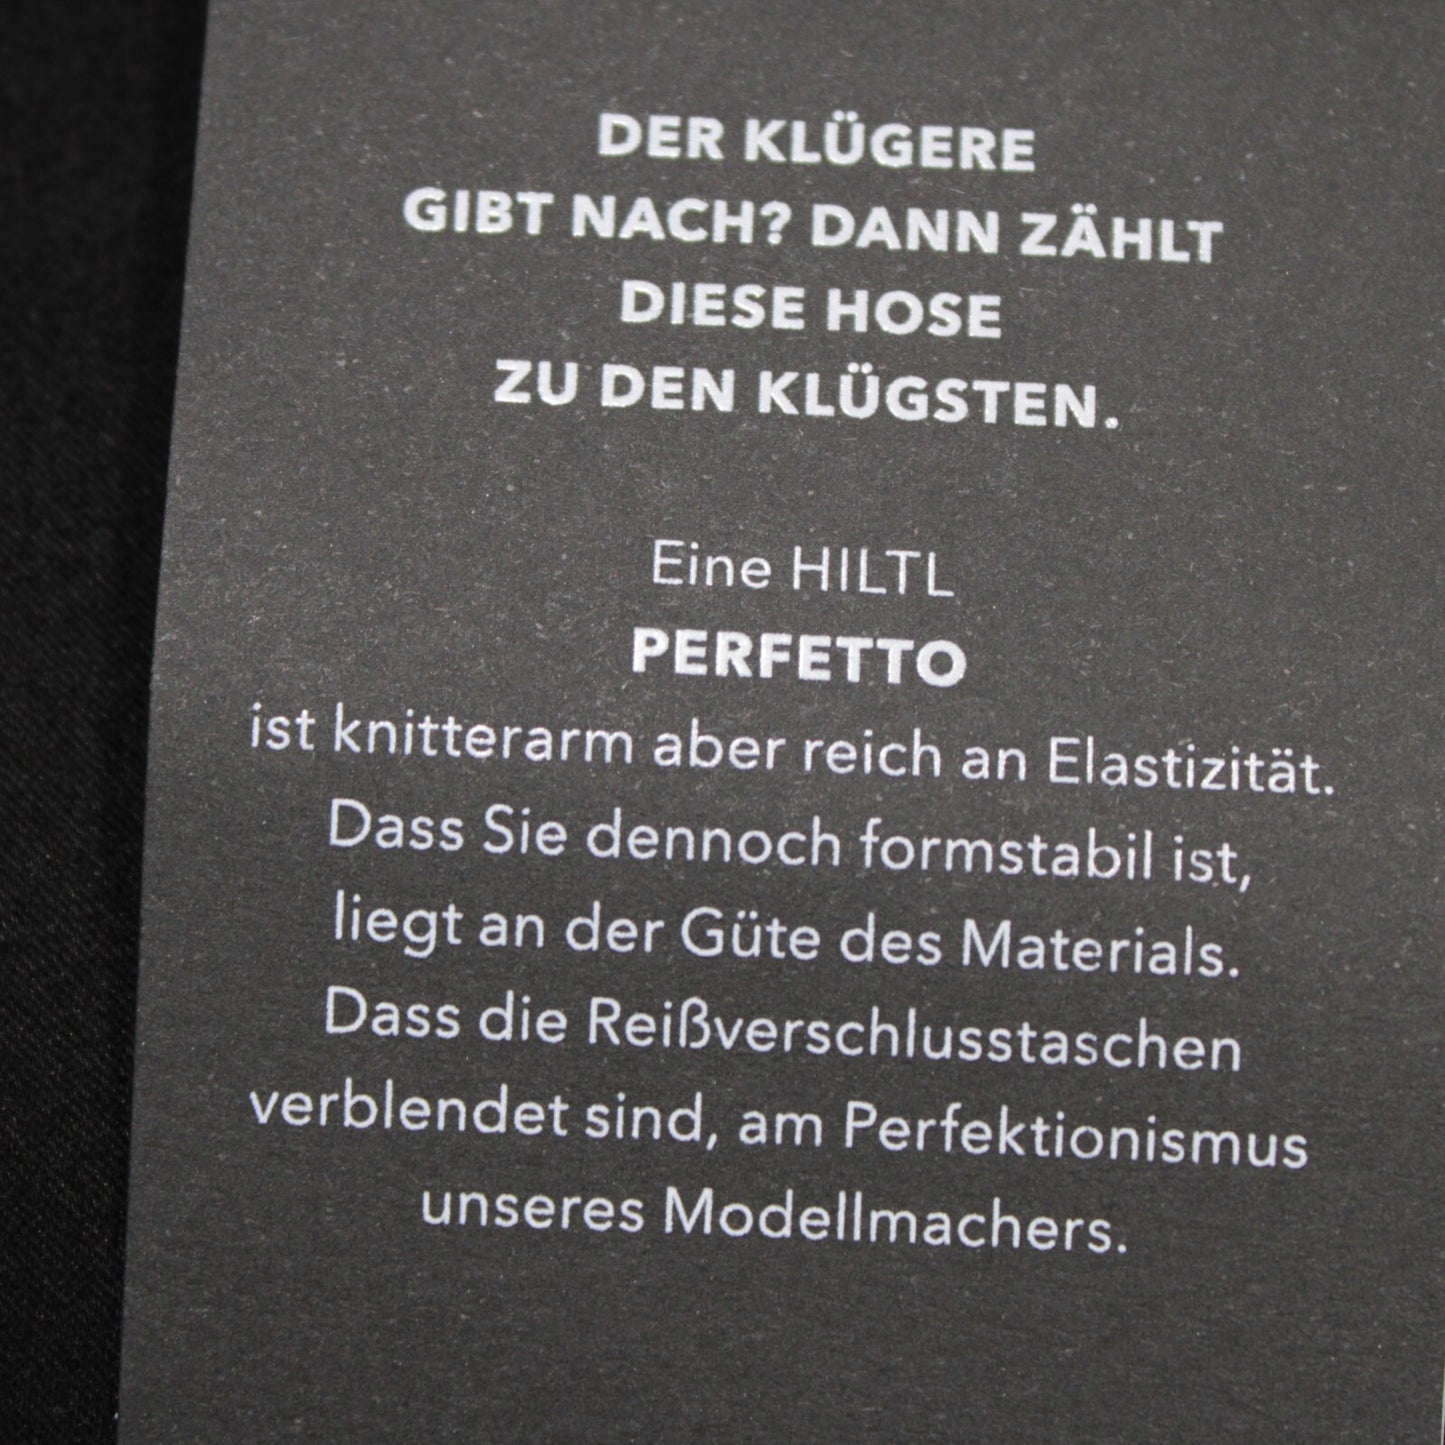 DER KLÜGERE
GIBT NACH? DANN ZÄHLT
DIESE HOSE
ZU DEN KLÜGSTEN.
Eine HILTL
PERFETTO
ist knitterarm aber reich an Elastizität.
Dass Sie dennoch formstabil ist,
liegt an der Güte des Materials.
Dass die Reißverschlusstaschen
verblendet sind, am Perfektionismus
unseres Modellmachers.